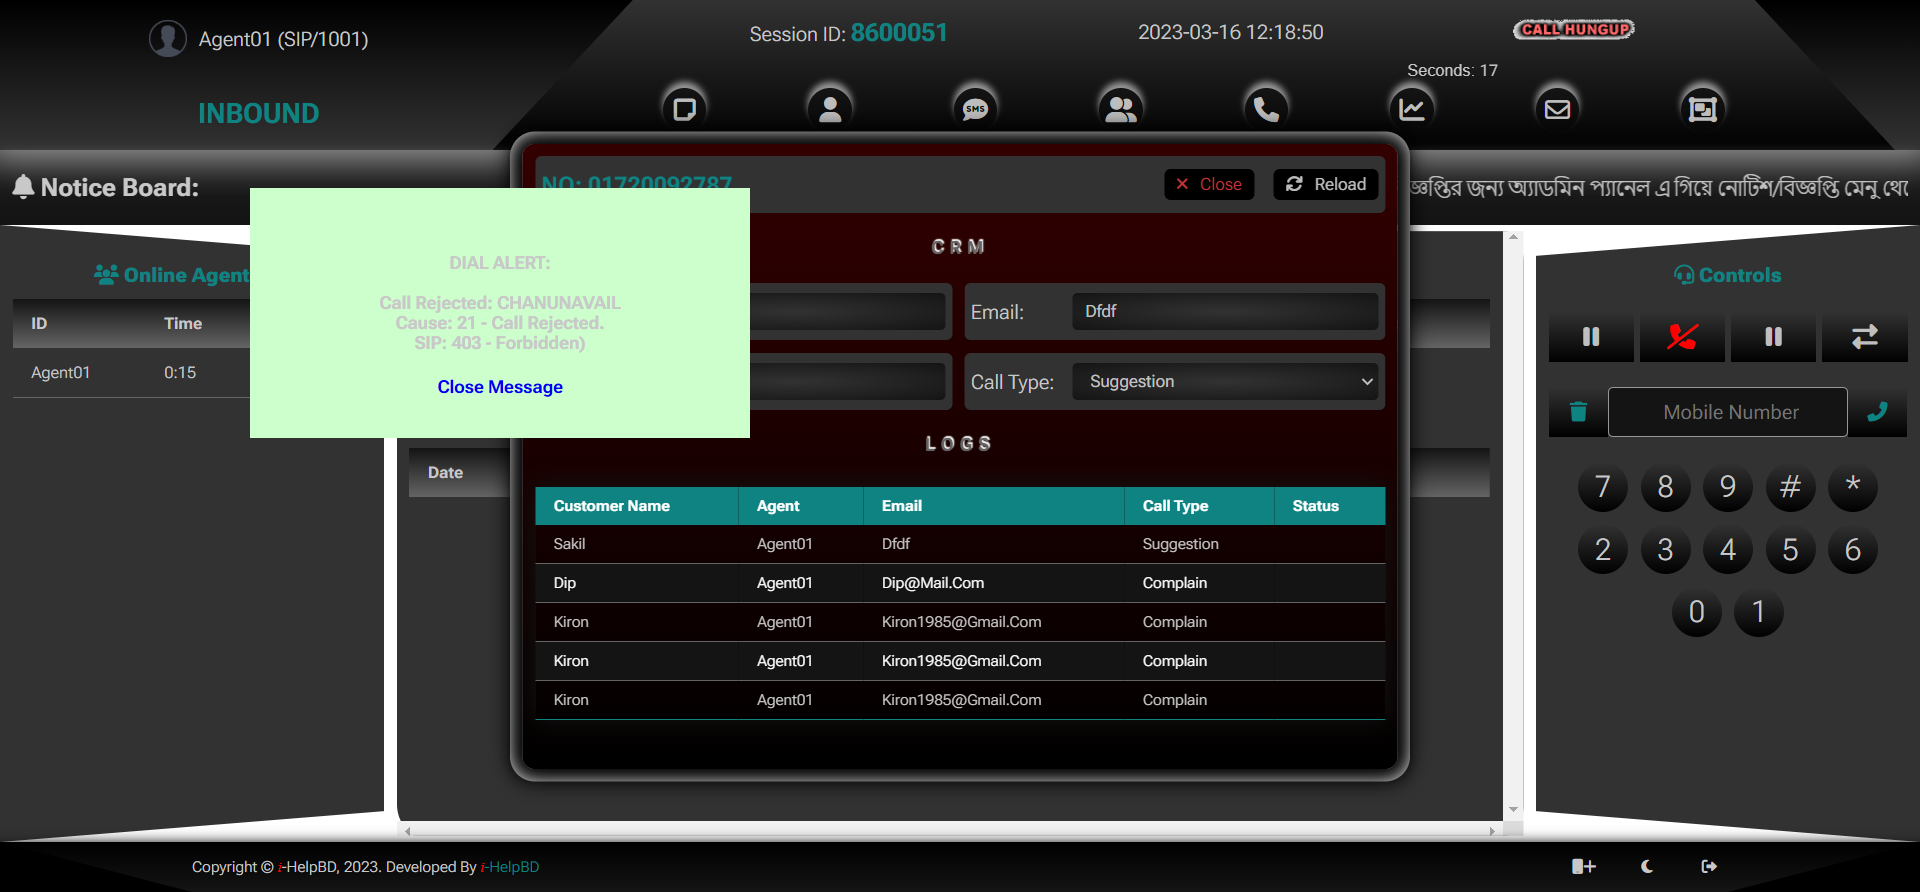 Agent01 (SIP/1001)
INBOUND
Session ID: 8600051
2023-03-16 12:18:50
CALL HUNGUP
Seconds: 17
SMS
Notice Board:
NO: 01720092787
Close
Reload
জন্য অ্যাডমিন প্যানেল এ গিয়ে নোটিশ/বিজ্ঞপ্তি মেনু
DIAL ALERT:
Call Rejected: CHANUNAVAIL
Cause: 21 - Call Rejected.
SIP: 403 - Forbidden)
Close Message
Online Agent
ID Time
Agent01 0:15
CRM
Email: Dfdf
Call Type: Suggestion
LOGS
Date
Customer Name Agent Email Call Type Status
Sakil Agent01 Dfdf Suggestion
Dip Agent01 Dip@Mail.Com Complain
Kiron Agent01 Kiron1985@Gmail.Com Complain
Kiron Agent01 Kiron1985@Gmail.Com Complain
Kiron Agent01 Kiron1985@Gmail.Com Complain
Controls
Mobile Number
7 8 9 # *
2 3 4 5 6
0 1
Copyright © i-HelpBD, 2023. Developed By i-HelpBD